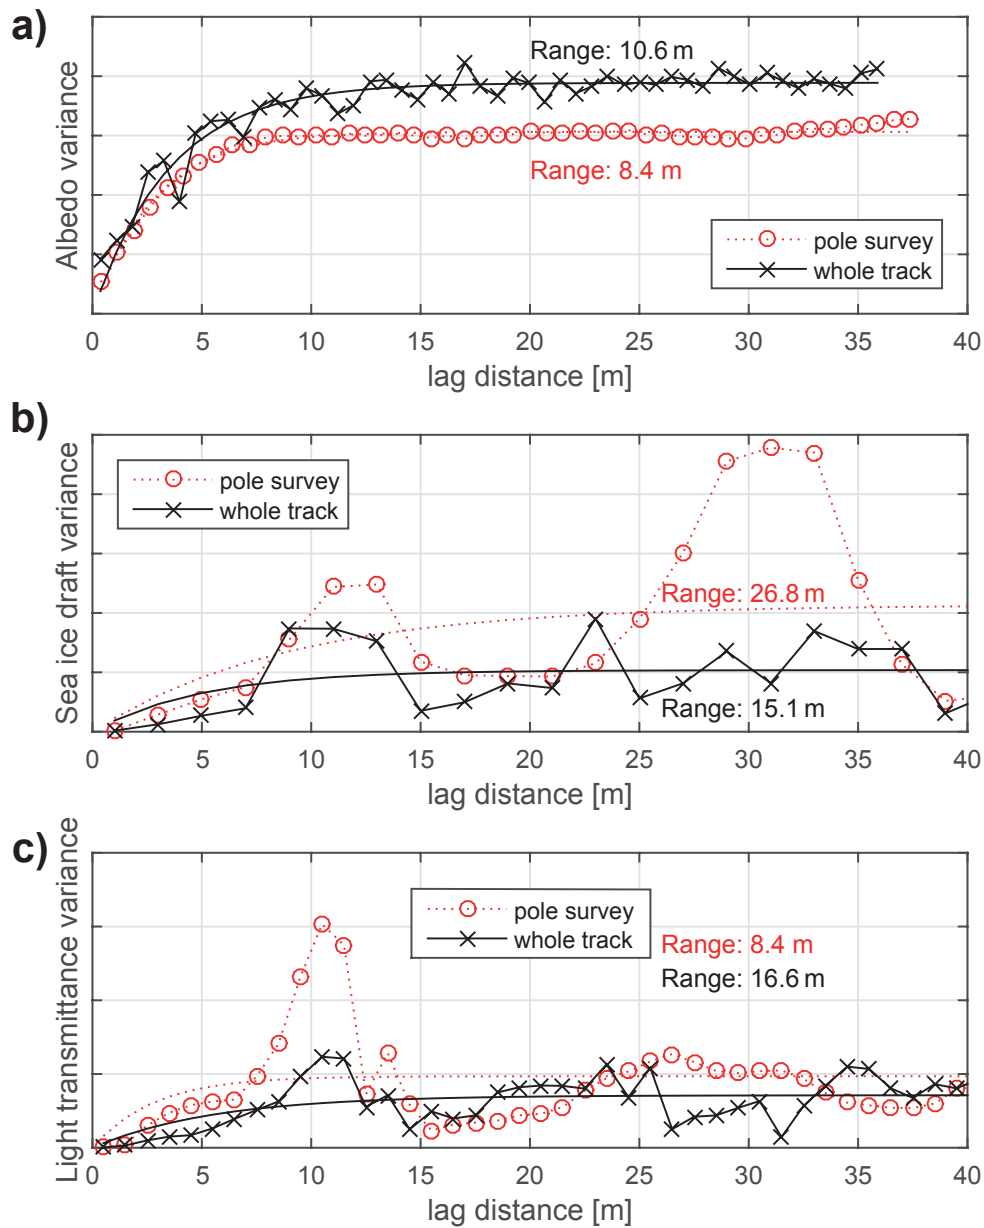 a)
Albedo variance
Range: 10.6 m
Range: 8.4 m
pole survey
whole track
0 5 10 15 20 25 30 35 40
lag distance [m]
b)
Sea ice draft variance
pole survey
whole track
Range: 26.8 m
Range: 15.1 m
0 5 10 15 20 25 30 35 40
lag distance [m]
c)
Light transmittance variance
pole survey
whole track
Range: 8.4 m
Range: 16.6 m
0 5 10 15 20 25 30 35 40
lag distance [m]